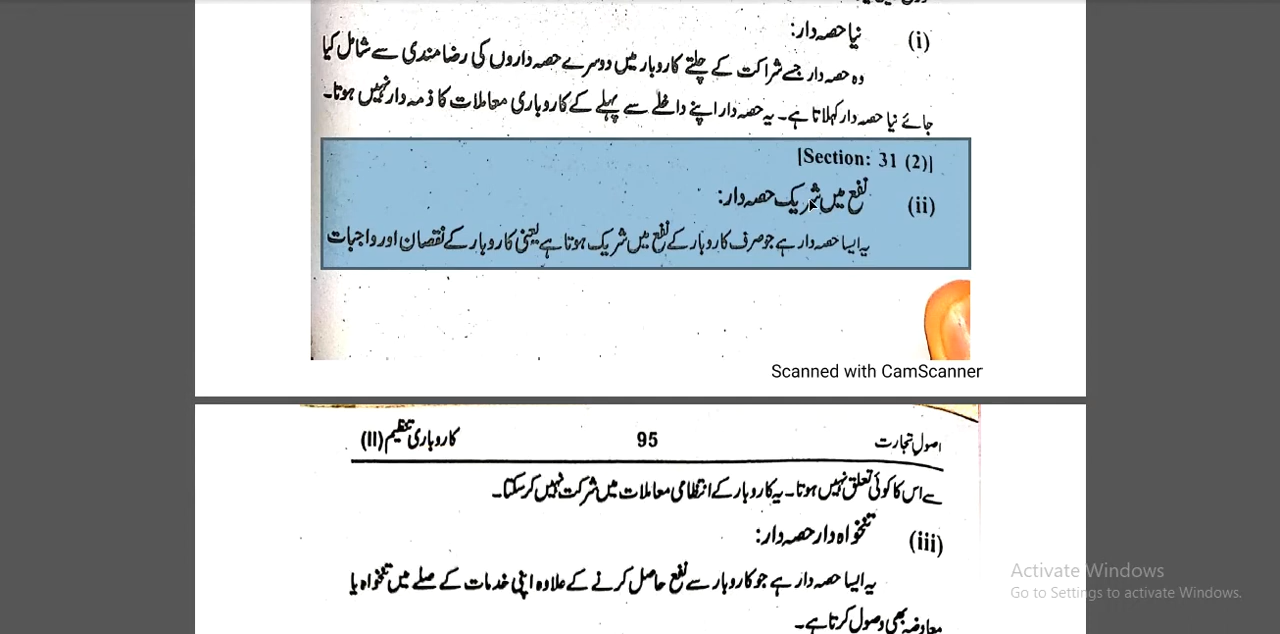 (i) نیا حصہ دار:
وہ حصہ دار جسے شراکت کے چلتے کاروبار میں دوسرے حصہ داروں کی رضامندی سے شامل کیا
جائے نیا حصہ دار کہلاتا ہے۔ یہ حصہ دار اپنے داخلے سے پہلے کے کاروباری معاملات کا ذمہ دار نہیں ہوتا۔
|Section: 31 (2)|
(ii) نفع میں شریک حصہ دار:
یہ ایسا حصہ دار ہے جو صرف کاروبار کے نفع میں شریک ہوتا ہے یعنی کاروبار کے نقصان اور واجبات
Scanned with CamScanner
اصول تجارت 95 کاروباری تنظیم (II)
سے اس کا کوئی تعلق نہیں ہوتا۔ یہ کاروبار کے انتظامی معاملات میں شرکت نہیں کر سکتا۔
(iii) تنخواہ دار حصہ دار:
یہ ایسا حصہ دار ہے جو کاروبار سے نفع حاصل کرنے کے علاوہ اپنی خدمات کے صلے میں تنخواہ یا
معاوضہ بھی وصول کرتا ہے۔
Activate Windows
Go to Settings to activate Windows.